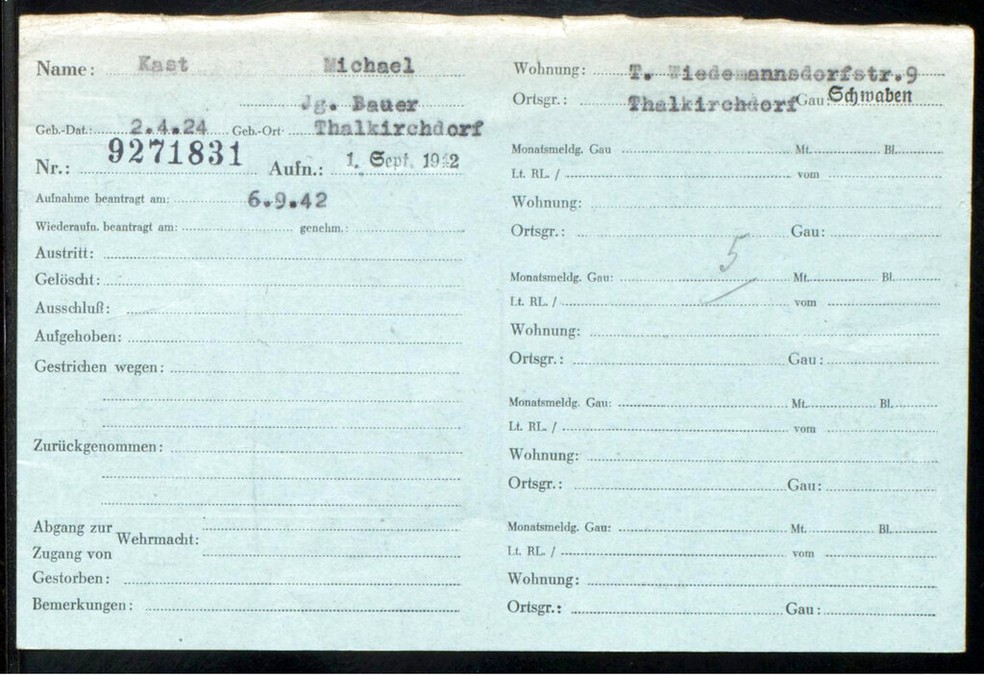 Name: Kast Michael
Jg. Bauer
Geb.-Dat.: 2.4.24 Geb.-Ort Thalkirchdorf
Nr.: 9271831 Aufn.: 1. Sept. 1942
Aufnahme beantragt am: 6.9.42
Wiederaufn. beantragt am: genehm.:
Austritt:
Gelöscht:
Ausschluß:
Aufgehoben:
Gestrichen wegen:
Zurückgenommen:
Abgang zur
Wehrmacht:
Zugang von
Gestorben:
Bemerkungen:
Wohnung: T. Wiedemannsdorfstr.9
Ortsgr.: Thalkirchdorf Gau: Schwaben
Monatsmeldg. Gau Mt. Bl.
Lt. RL. / vom
Wohnung:
Ortsgr.: Gau:
5
Monatsmeldg. Gau: Mt. Bl.
Lt. RL. / vom
Wohnung:
Ortsgr.: Gau:
Monatsmeldg. Gau: Mt. Bl.
Lt. RL. / vom
Wohnung:
Ortsgr.: Gau:
Monatsmeldg. Gau: Mt. Bl.
Lt. RL. / vom
Wohnung:
Ortsgr.: Gau: